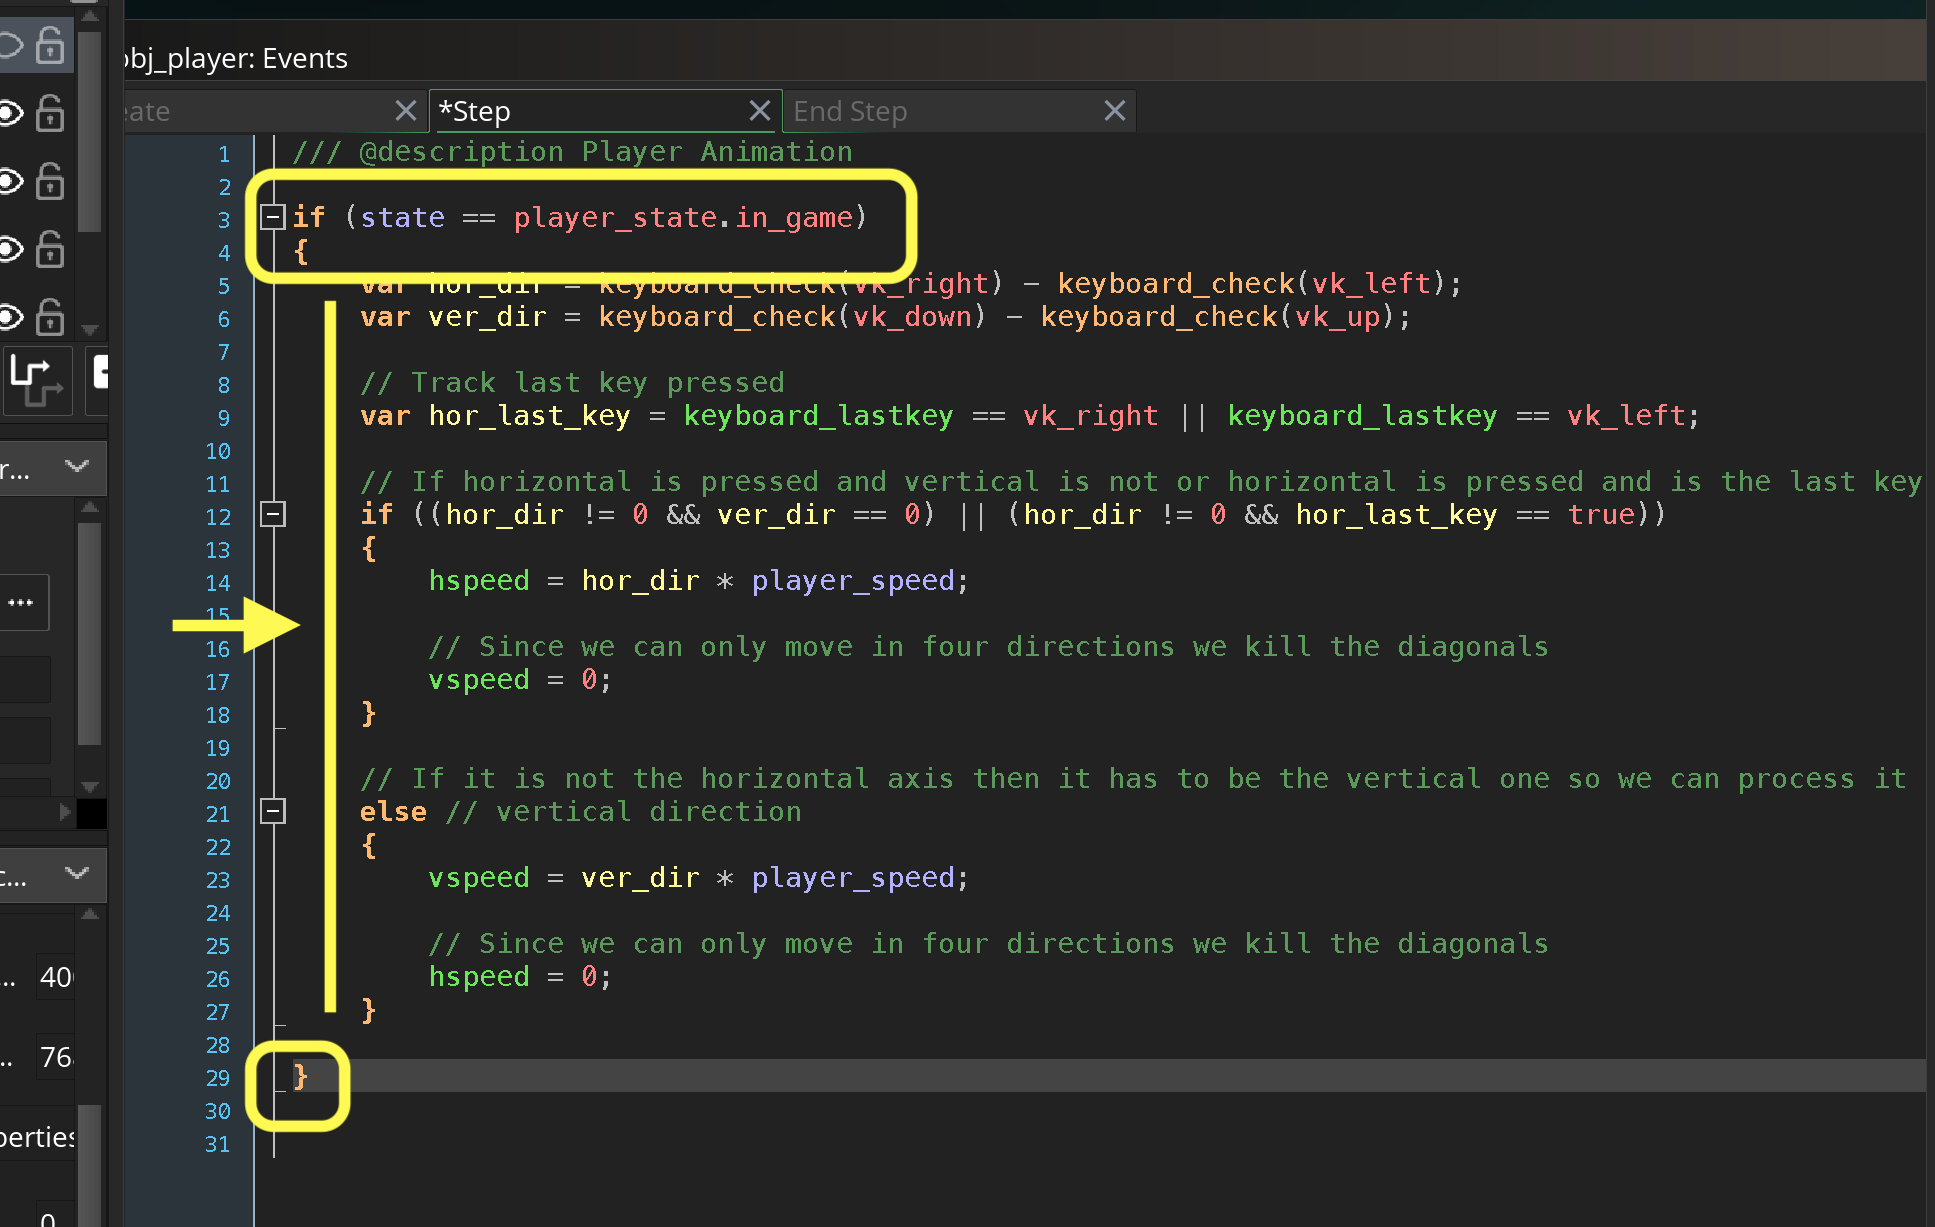 obj_player: Events
eate
*Step
End Step
1 /// @description Player Animation
2
3 if (state == player_state.in_game)
4 {
5 var hor_dir = keyboard_check(vk_right) - keyboard_check(vk_left);
6 var ver_dir = keyboard_check(vk_down) - keyboard_check(vk_up);
7
8 // Track last key pressed
9 var hor_last_key = keyboard_lastkey == vk_right || keyboard_lastkey == vk_left;
10
11 // If horizontal is pressed and vertical is not or horizontal is pressed and is the last key
12 if ((hor_dir != 0 && ver_dir == 0) || (hor_dir != 0 && hor_last_key == true))
13 {
14 hspeed = hor_dir * player_speed;
15
16 // Since we can only move in four directions we kill the diagonals
17 vspeed = 0;
18 }
19
20 // If it is not the horizontal axis then it has to be the vertical one so we can process it
21 else // vertical direction
22 {
23 vspeed = ver_dir * player_speed;
24
25 // Since we can only move in four directions we kill the diagonals
26 hspeed = 0;
27 }
28
29 }
30
31
r...
c...
... 400
.. 76
perties
0